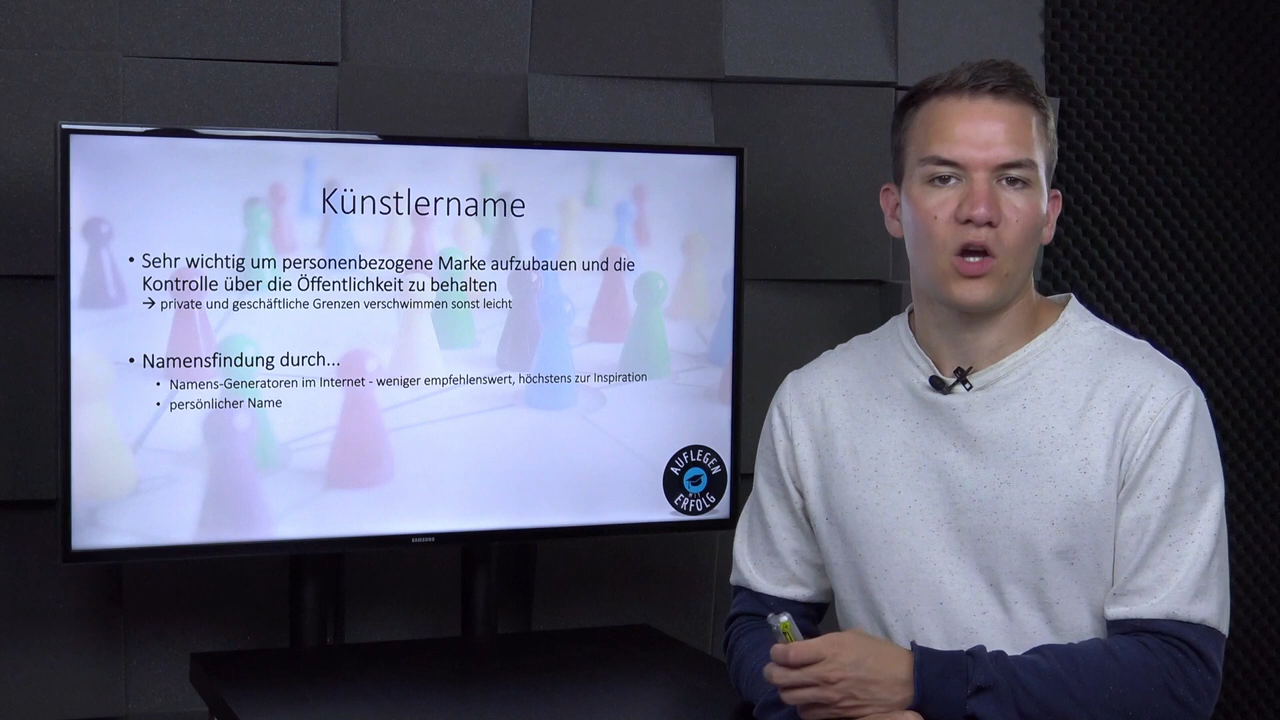 Künstlername
• Sehr wichtig um personenbezogene Marke aufzubauen und die
Kontrolle über die Öffentlichkeit zu behalten
→ private und geschäftliche Grenzen verschwimmen sonst leicht
• Namensfindung durch...
• Namens-Generatoren im Internet - weniger empfehlenswert, höchstens zur Inspiration
• persönlicher Name
AUFLEGEN
MIT
ERFOLG
SAMSUNG